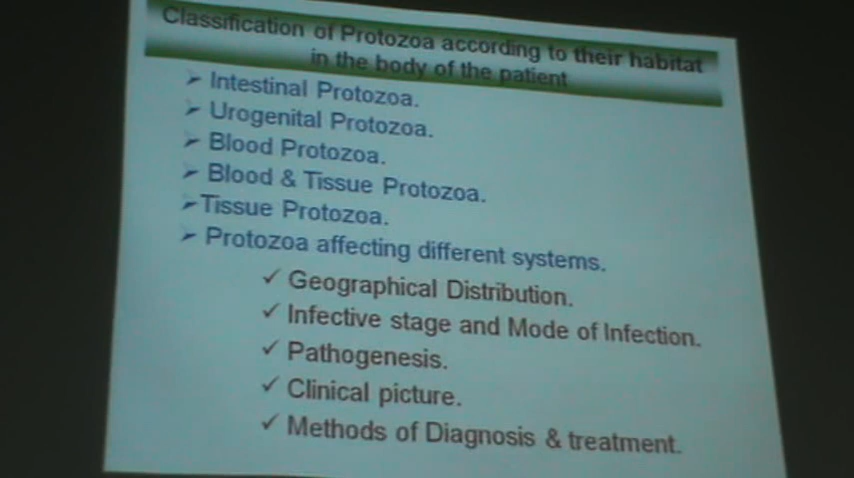 Classification of Protozoa according to their habitat
in the body of the patient
➢ Intestinal Protozoa.
➢ Urogenital Protozoa.
➢ Blood Protozoa.
➢ Blood & Tissue Protozoa.
➢Tissue Protozoa.
➢ Protozoa affecting different systems.
✓ Geographical Distribution.
✓ Infective stage and Mode of Infection.
✓ Pathogenesis.
✓ Clinical picture.
✓ Methods of Diagnosis & treatment.